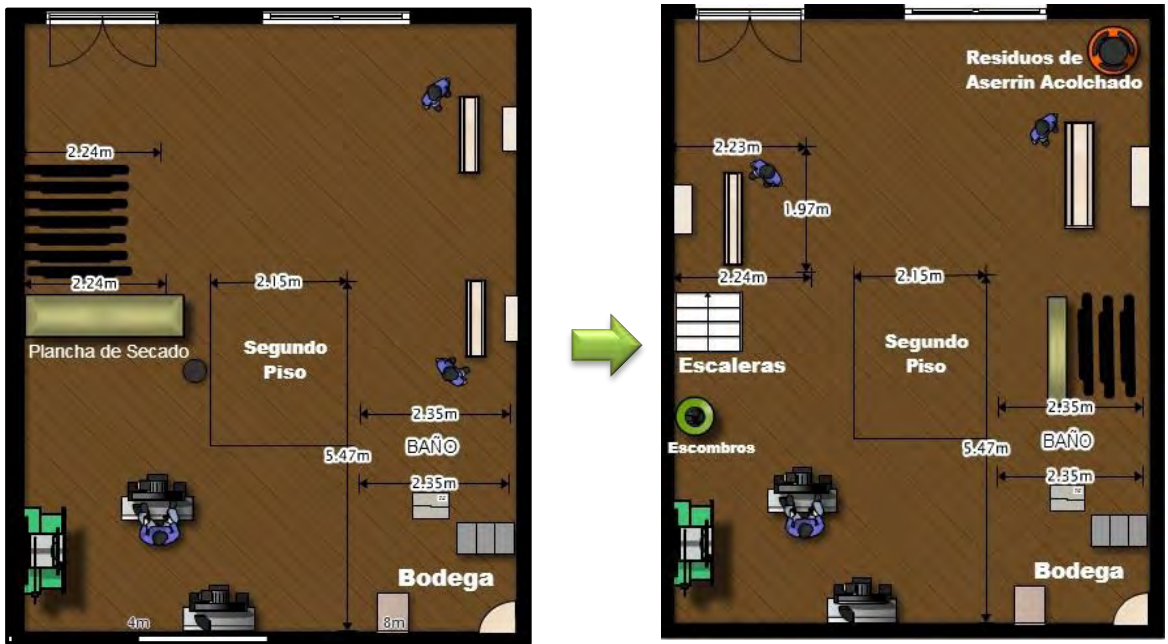 2.24m
2.24m
2.15m
Plancha de Secado
Segundo
Piso
2.35m
BAÑO
5.47m
2.35m
Bodega
4m
8m
Residuos de
Aserrin Acolchado
2.23m
1.97m
2.24m
2.15m
Segundo
Piso
Escaleras
2.35m
BAÑO
Escombros
5.47m
2.35m
Bodega